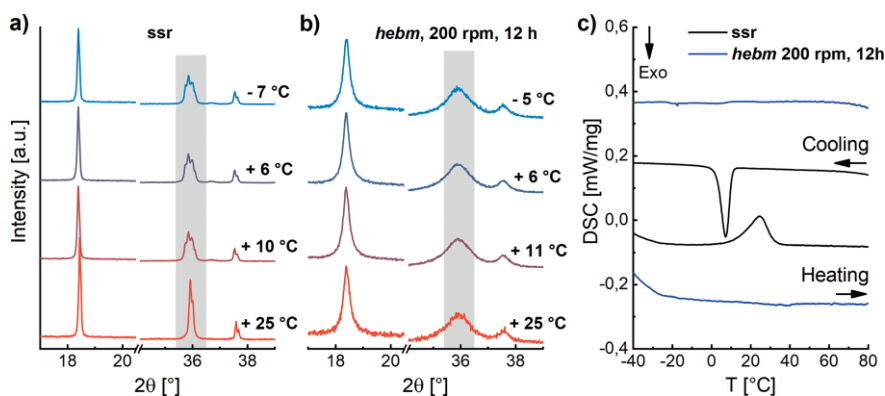 a)
ssr
- 7 °C
+ 6 °C
+ 10 °C
+ 25 °C
Intensity [a.u.]
18
20
36
38
2θ [°]
b)
hebm, 200 rpm, 12 h
- 5 °C
+ 6 °C
+ 11 °C
+ 25 °C
18
20
36
38
2θ [°]
c)
ssr
hebm 200 rpm, 12h
Exo
Cooling
Heating
DSC [mW/mg]
0,6
0,4
0,2
0,0
-0,2
-0,4
-40
-20
0
20
40
60
80
T [°C]